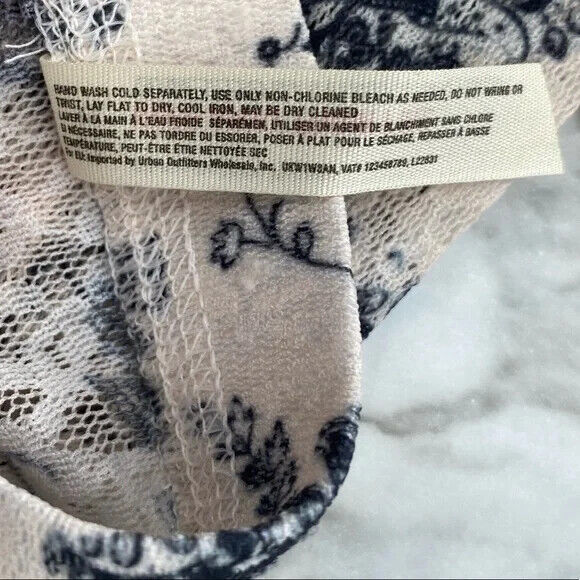 HAND WASH COLD SEPARATELY, USE ONLY NON-CHLORINE BLEACH AS NEEDED, DO NOT WRING OR
TWIST, LAY FLAT TO DRY, COOL IRON, MAY BE DRY CLEANED
LAVER À LA MAIN À L'EAU FROIDE SÉPARÉMEN, UTILISER UN AGENT DE BLANCHIMENT SANS CHLORE
SI NÉCESSAIRE, NE PAS TORDRE OU ESSORER, POSER À PLAT POUR LE SÉCHAGE, REPASSER À BASSE
TEMPÉRATURE, PEUT-ÊTRE ÊTRE NETTOYÉE SEC
EU: Imported by Urban Outfitters Wholesale, Inc. VAT# 123456789, L22831